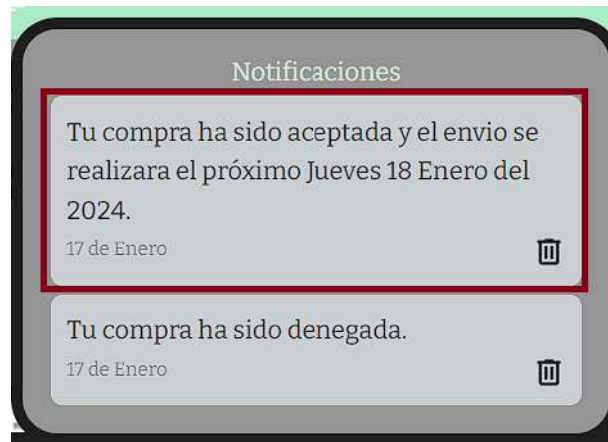 Notificaciones
Tu compra ha sido aceptada y el envio se
realizara el próximo Jueves 18 Enero del
2024.
17 de Enero
Tu compra ha sido denegada.
17 de Enero